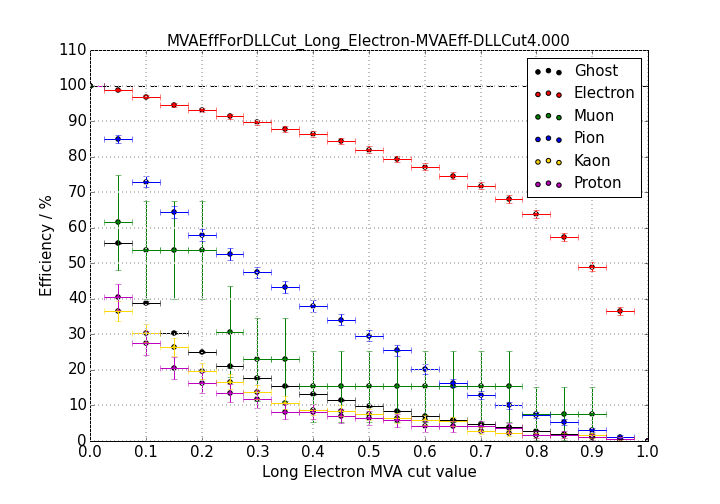 MVAEffForDLLCut_Long_Electron-MVAEff-DLLCut4.000
110
100
90
80
70
60
50
40
30
20
10
0
Efficiency / %
Ghost
Electron
Muon
Pion
Kaon
Proton
0.0 0.1 0.2 0.3 0.4 0.5 0.6 0.7 0.8 0.9 1.0
Long Electron MVA cut value